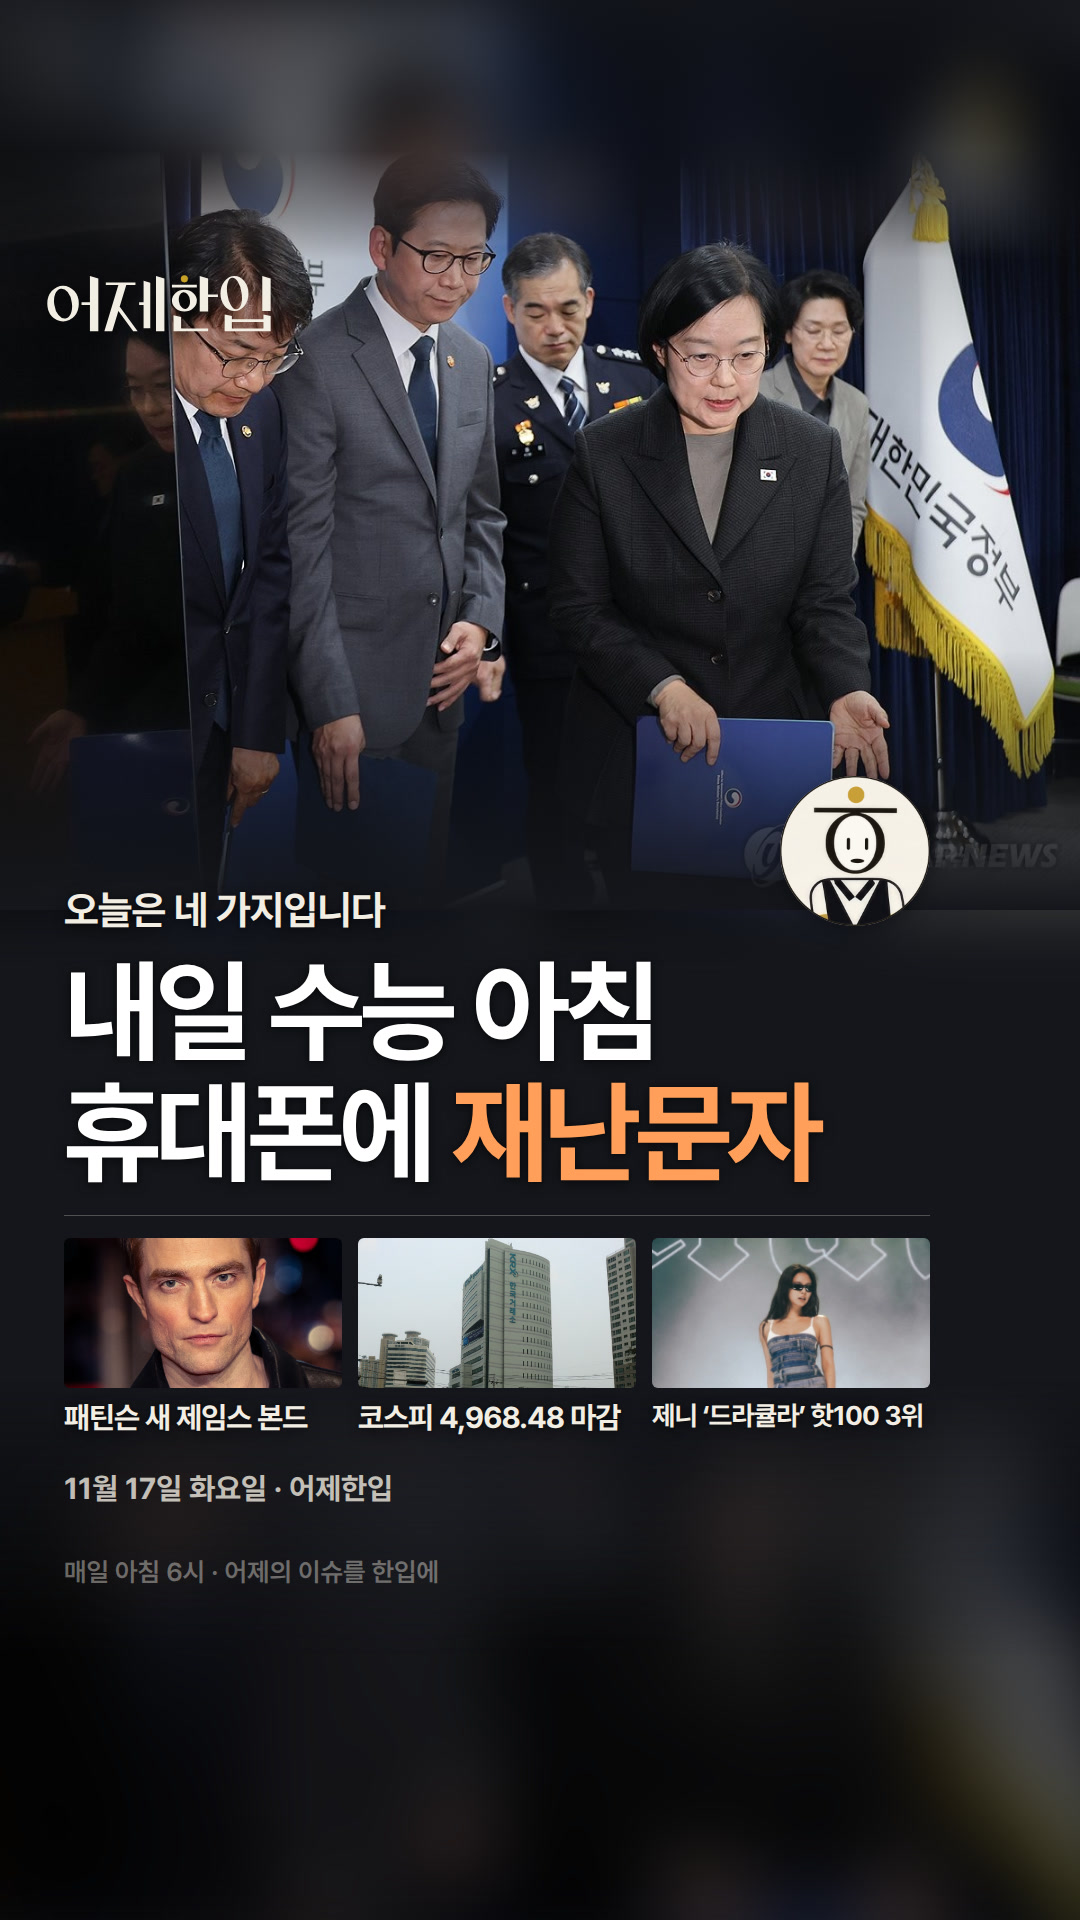 부
어제한입
대한민국정부
NEWS
오늘은 네 가지입니다
내일 수능 아침
휴대폰에 재난문자
패틴슨 새 제임스 본드
코스피 4,968.48 마감
제니 ‘드라큘라’ 핫100 3위
11월 17일 화요일 · 어제한입
매일 아침 6시 · 어제의 이슈를 한입에